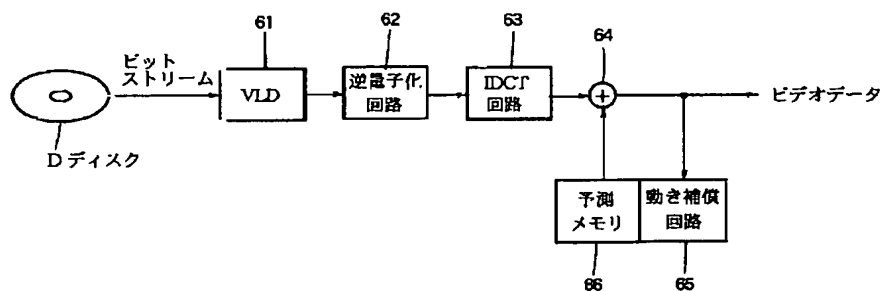 61
62
63
64
ビット
ストリーム
VLD
逆量子化
回路
IDCT
回路
ビデオデータ
D ディスク
予測
メモリ
動き補償
回路
86
65